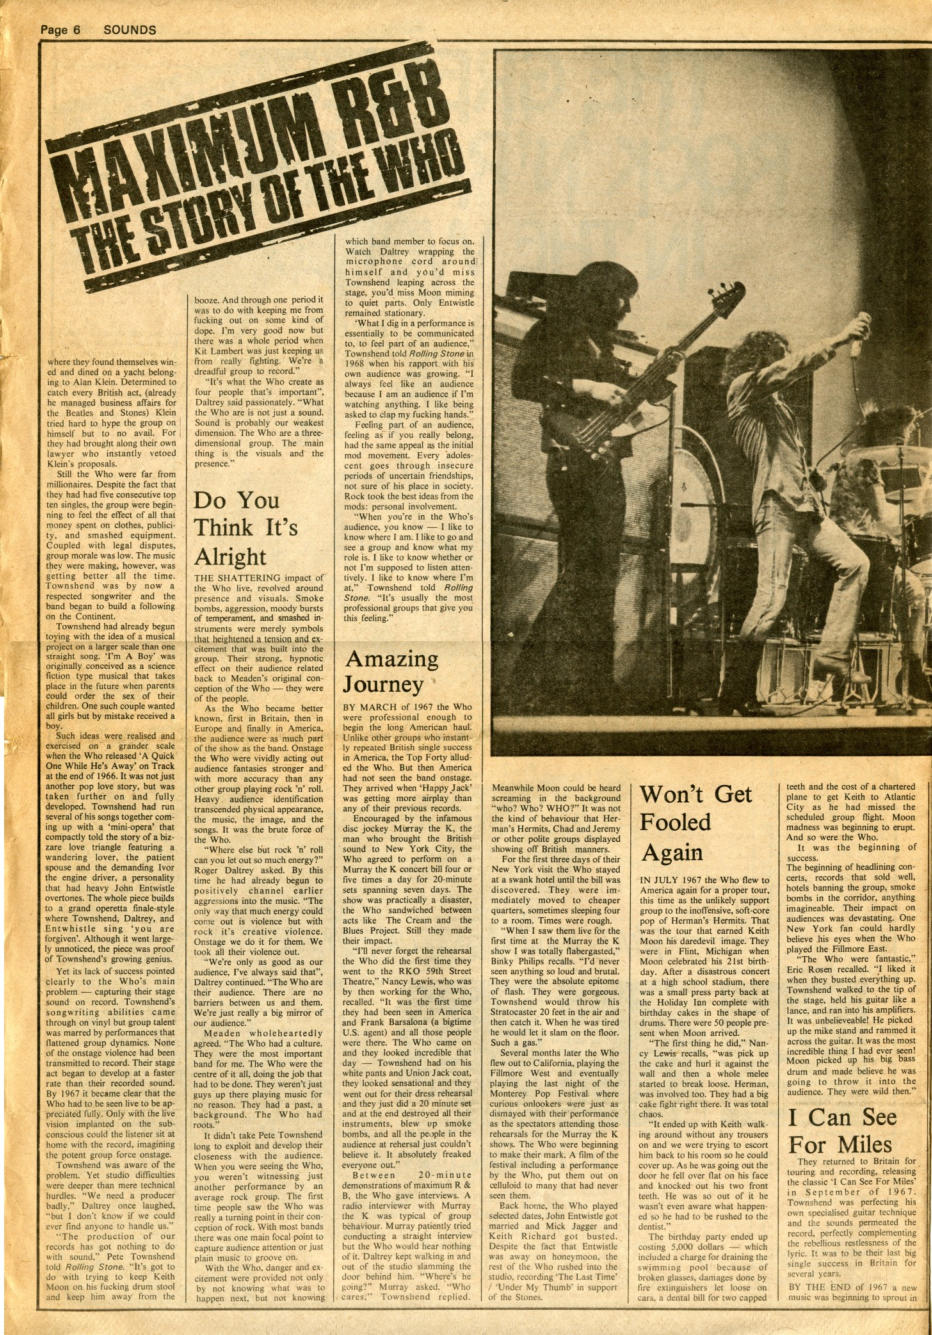 Page 6 SOUNDS
MAXIMUM R&B
THE STORY OF THE WHO
where they found themselves win-
ed and dined on a yacht belong-
ing to Alan Klein. Determined to
catch every British act, (already
he managed business affairs for
the Beatles and Stones) Klein
tried hard to hype the group on
himself but to no avail. For
they had brought along their own
lawyer who instantly vetoed
Klein's proposals.
Still the Who were far from
millionaires. Despite the fact that
they had had five consecutive top
ten singles, the group were begin-
ning to feel the effect of all that
money spent on clothes, publici-
ty, and smashed equipment.
Coupled with legal disputes,
group morale was low. The music
they were making, however, was
getting better all the time.
Townshend was by now a
respected songwriter and the
band began to build a following
on the Continent.
Townshend had already begun
toying with the idea of a musical
project on a larger scale than one
straight song. 'I'm A Boy' was
originally conceived as a science
fiction type musical that takes
place in the future when parents
could order the sex of their
children. One such couple wanted
all girls but by mistake received a
boy.
Such ideas were realised and
exercised on a grander scale
when the Who released 'A Quick
One While He's Away' on Track
at the end of 1966. It was not just
another pop love story, but was
taken further on and fully
developed. Townshend had run
several of his songs together com-
ing up with a 'mini-opera' that
compactly told the story of a biz-
zare love triangle featuring a
wandering lover, the patient
spouse and the demanding Ivor
the engine driver, a personality
that had heavy John Entwistle
overtones. The whole piece builds
to a grand operetta finale-style
where Townshend, Daltrey, and
Entwhistle sing 'you are
forgiven'. Although it went large-
ly unnoticed, the piece was proof
of Townshend's growing genius.
Yet its lack of success pointed
clearly to the Who's main
problem — capturing their stage
sound on record. Townshend's
songwriting abilities came
through on vinyl but group talent
was marred by performances that
flattened group dynamics. None
of the onstage violence had been
transmitted to record. Their stage
act began to develop at a faster
rate than their recorded sound.
By 1967 it became clear that the
Who had to be seen live to be ap-
preciated fully. Only with the live
vision implanted on the sub-
conscious could the listener sit at
home with the record, imagining
the potent group force onstage.
Townshend was aware of the
problem. Yet studio difficulties
were deeper than mere technical
hurdles. "We need a producer
badly," Daltrey once laughed,
"but I don't know if we could
ever find anyone to handle us."
"The production of our
records has got nothing to do
with sound," Pete Townshend
told Rolling Stone. "It's got to
do with trying to keep Keith
Moon on his fucking drum stool
and keep him away from the
booze. And through one period it
was to do with keeping me from
fucking out on some kind of
dope. I'm very good now but
there was a whole period when
Kit Lambert was just keeping us
from really fighting. We're a
dreadful group to record."
"It's what the Who create as
four people that's important",
Daltrey said passionately. "What
the Who are is not just a sound.
Sound is probably our weakest
dimension. The Who are a three-
dimensional group. The main
thing is the visuals and the
presence."
Do You
Think It's
Alright
THE SHATTERING impact of
the Who live, revolved around
presence and visuals. Smoke
bombs, aggression, moody bursts
of temperament, and smashed in-
struments were merely symbols
that heightened a tension and ex-
citement that was built into the
group. Their strong, hypnotic
effect on their audience related
back to Meaden's original con-
ception of the Who — they were
of the people.
As the Who became better
known, first in Britain, then in
Europe and finally in America,
the audience were as much part
of the show as the band. Onstage
the Who were vividly acting out
audience fantasies stronger and
with more accuracy than any
other group playing rock 'n' roll.
Heavy audience identification
transcended physical appearance,
the music, the image, and the
songs. It was the brute force of
the Who.
"Where else but rock 'n' roll
can you let out so much energy?"
Roger Daltrey asked. By this
time he had already begun to
positively channel earlier
aggressions into the music. "The
only way that much energy could
come out is violence but with
rock it's creative violence.
Onstage we do it for them. We
took all their violence out.
"We're only as good as our
audience, I've always said that",
Daltrey continued. "The Who are
their audience. There are no
barriers between us and them.
We're just really a big mirror of
our audience."
Meaden wholeheartedly
agreed. "The Who had a culture.
They were the most important
band for me. The Who were the
centre of it all, doing the job that
had to be done. They weren't just
guys up there playing music for
no reason. They had a past, a
background. The Who had
roots."
It didn't take Pete Townshend
long to exploit and develop their
closeness with the audience.
When you were seeing the Who,
you weren't witnessing just
another performance by an
average rock group. The first
time people saw the Who was
really a turning point in their con-
ception of rock. With most bands
there was one main focal point to
capture audience attention or just
plain music to groove on.
With the Who, danger and ex-
citement were provided not only
by not knowing what was to
happen next, but not knowing
which band member to focus on.
Watch Daltrey wrapping the
microphone cord around
himself and you'd miss
Townshend leaping across the
stage, you'd miss Moon miming
to quiet parts. Only Entwistle
remained stationary.
'What I dig in a performance is
essentially to be communicated
to, to feel part of an audience,"
Townshend told Rolling Stone in
1968 when his rapport with his
own audience was growing. "I
always feel like an audience
because I am an audience if I'm
watching anything. I like being
asked to clap my fucking hands."
Feeling part of an audience,
feeling as if you really belong,
had the same appeal as the initial
mod movement. Every adoles-
cent goes through insecure
periods of uncertain friendships,
not sure of his place in society.
Rock took the best ideas from the
mods: personal involvement.
"When you're in the Who's
audience, you know — I like to
know where I am. I like to go and
see a group and know what my
role is. I like to know whether or
not I'm supposed to listen atten-
tively. I like to know where I'm
at," Townshend told Rolling
Stone. "It's usually the most
professional groups that give you
this feeling."
Amazing
Journey
BY MARCH of 1967 the Who
were professional enough to
begin the long American haul.
Unlike other groups who instant-
ly repeated British single success
in America, the Top Forty allud-
ed the Who. But then America
had not seen the band onstage.
They arrived when 'Happy Jack'
was getting more airplay than
any of their previous records.
Encouraged by the infamous
disc jockey Murray the K, the
man who brought the British
sound to New York City, the
Who agreed to perform on a
Murray the K concert bill four or
five times a day for 20-minute
sets spanning seven days. The
show was practically a disaster,
the Who sandwiched between
acts like The Cream and the
Blues Project. Still they made
their impact.
"I'll never forget the rehearsal
the Who did the first time they
went to the RKO 59th Street
Theatre," Nancy Lewis, who was
by then working for the Who,
recalled. "It was the first time
they had been seen in America
and Frank Barsalona (a bigtime
U.S. agent) and all those people
were there. The Who came on
and they looked incredible that
day — Townshend had on his
white pants and Union Jack coat,
they looked sensational and they
went out for their dress rehearsal
and they just did a 20 minute set
and at the end destroyed all their
instruments, blew up smoke
bombs, and all the people in the
audience at rehersal just couldn't
believe it. It absolutely freaked
everyone out."
Between 20-minute
demonstrations of maximum R &
B, the Who gave interviews. A
radio interviewer with Murray
the K was typical of group
behaviour. Murray patiently tried
conducting a straight interview
but the Who would hear nothing
of it. Daltrey kept walking in and
out of the studio slamming the
door behind him. "Where's he
going?" Murray asked. "Who
cares," Townshend replied.
Meanwhile Moon could be heard
screaming in the background
"who? Who? WHO?" It was not
the kind of behaviour that Her-
man's Hermits, Chad and Jeremy
or other polite groups displayed
showing off British manners.
For the first three days of their
New York visit the Who stayed
at a swank hotel until the bill was
discovered. They were im-
mediately moved to cheaper
quarters, sometimes sleeping four
to a room. Times were rough.
"When I saw them live for the
first time at the Murray the K
show I was totally flabergasted,"
Binky Philips recalled. "I'd never
seen anything so loud and brutal.
They were the absolute epitome
of flash. They were gorgeous.
Townshend would throw his
Stratocaster 20 feet in the air and
then catch it. When he was tired
he would let it slam on the floor.
Such a gas."
Several months later the Who
flew out to California, playing the
Fillmore West and eventually
playing the last night of the
Monterey Pop Festival where
curious onlookers were just as
dismayed with their performance
as the spectators attending those
rehearsals for the Murray the K
shows. The Who were beginning
to make their mark. A film of the
festival including a performance
by the Who, put them out on
celluloid to many that had never
seen them.
Back home, the Who played
selected dates, John Entwistle got
married and Mick Jagger and
Keith Richard got busted.
Despite the fact that Entwistle
was away on honeymoon, the
rest of the Who rushed into the
studio, recording 'The Last Time'
/ 'Under My Thumb' in support
of the Stones.
Won't Get
Fooled
Again
IN JULY 1967 the Who flew to
America again for a proper tour,
this time as the unlikely support
group to the inoffensive, soft-core
pop of Herman's Hermits. That
was the tour that earned Keith
Moon his daredevil image. They
were in Flint, Michigan when
Moon celebrated his 21st birth-
day. After a disastrous concert
at a high school stadium, there
was a small press party back at
the Holiday Inn complete with
birthday cakes in the shape of
drums. There were 50 people pre-
sent when Moon arrived.
"The first thing he did," Nan-
cy Lewis recalls, "was pick up
the cake and hurl it against the
wall and then a whole melee
started to break loose. Herman,
was involved too. They had a big
cake fight right there. It was total
chaos.
"It ended up with Keith walk-
ing around without any trousers
on and we were trying to escort
him back to his room so he could
cover up. As he was going out the
door he fell over flat on his face
and knocked out his two front
teeth. He was so out of it he
wasn't even aware what happen-
ed so he had to be rushed to the
dentist."
The birthday party ended up
costing 5,000 dollars — which
included a charge for draining the
swimming pool because of
broken glasses, damages done by
fire extinguishers let loose on
cars, a dental bill for two capped
teeth and the cost of a chartered
plane to get Keith to Atlantic
City as he had missed the
scheduled group flight. Moon
madness was beginning to erupt.
And so were the Who.
It was the beginning of
success.
The beginning of headlining con-
certs, records that sold well,
hotels banning the group, smoke
bombs in the corridor, anything
imagineable. Their impact on
audiences was devastating. One
New York fan could hardly
believe his eyes when the Who
played the Fillmore East.
"The Who were fantastic,"
Eric Rosen recalled. "I liked it
when they busted everything up.
Townshend walked to the tip of
the stage, held his guitar like a
lance, and ran into his amplifiers.
It was unbelieveable! He picked
up the mike stand and rammed it
across the guitar. It was the most
incredible thing I had ever seen!
Moon picked up his big bass
drum and made believe he was
going to throw it into the
audience. They were wild then."
I Can See
For Miles
They returned to Britain for
touring and recording, releasing
the classic 'I Can See For Miles'
in September of 1967.
Townshend was perfecting his
own specialised guitar technique
and the sounds permeated the
record, perfectly complementing
the rebellious restlessness of the
lyric. It was to be their last big
single success in Britain for
several years.
BY THE END of 1967 a new
music was beginning to sprout in